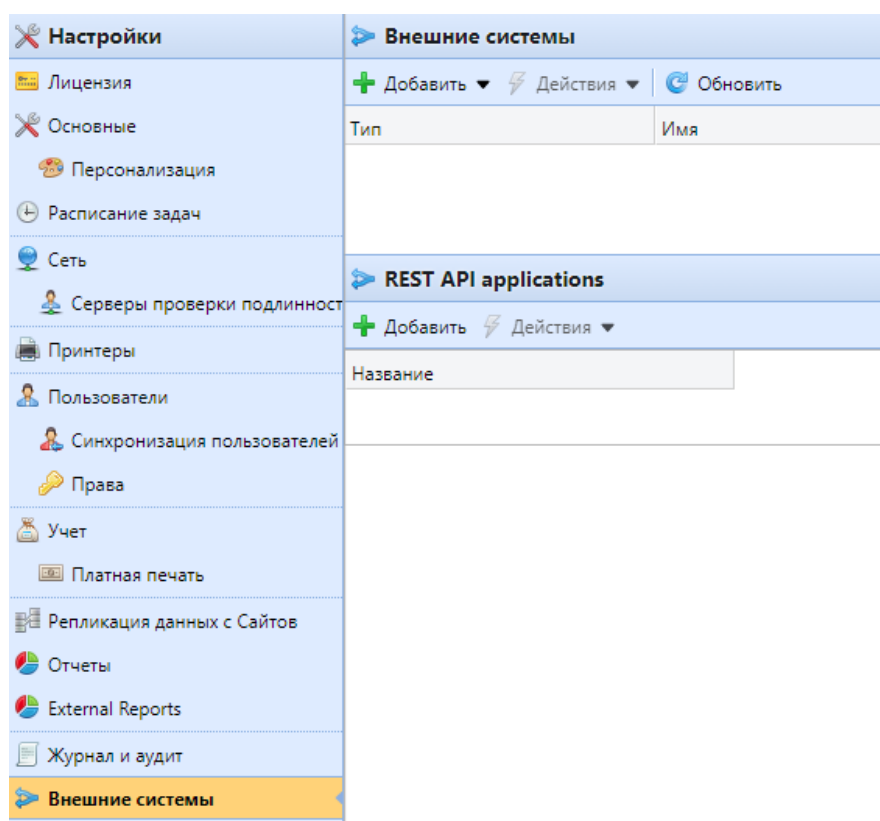 Настройки
Лицензия
Основные
Персонализация
Расписание задач
Сеть
Серверы проверки подлинност
Принтеры
Пользователи
Синхронизация пользователей
Права
Учет
Платная печать
Репликация данных с Сайтов
Отчеты
External Reports
Журнал и аудит
Внешние системы
Внешние системы
Добавить Действия Обновить
Тип Имя
REST API applications
Добавить Действия
Название